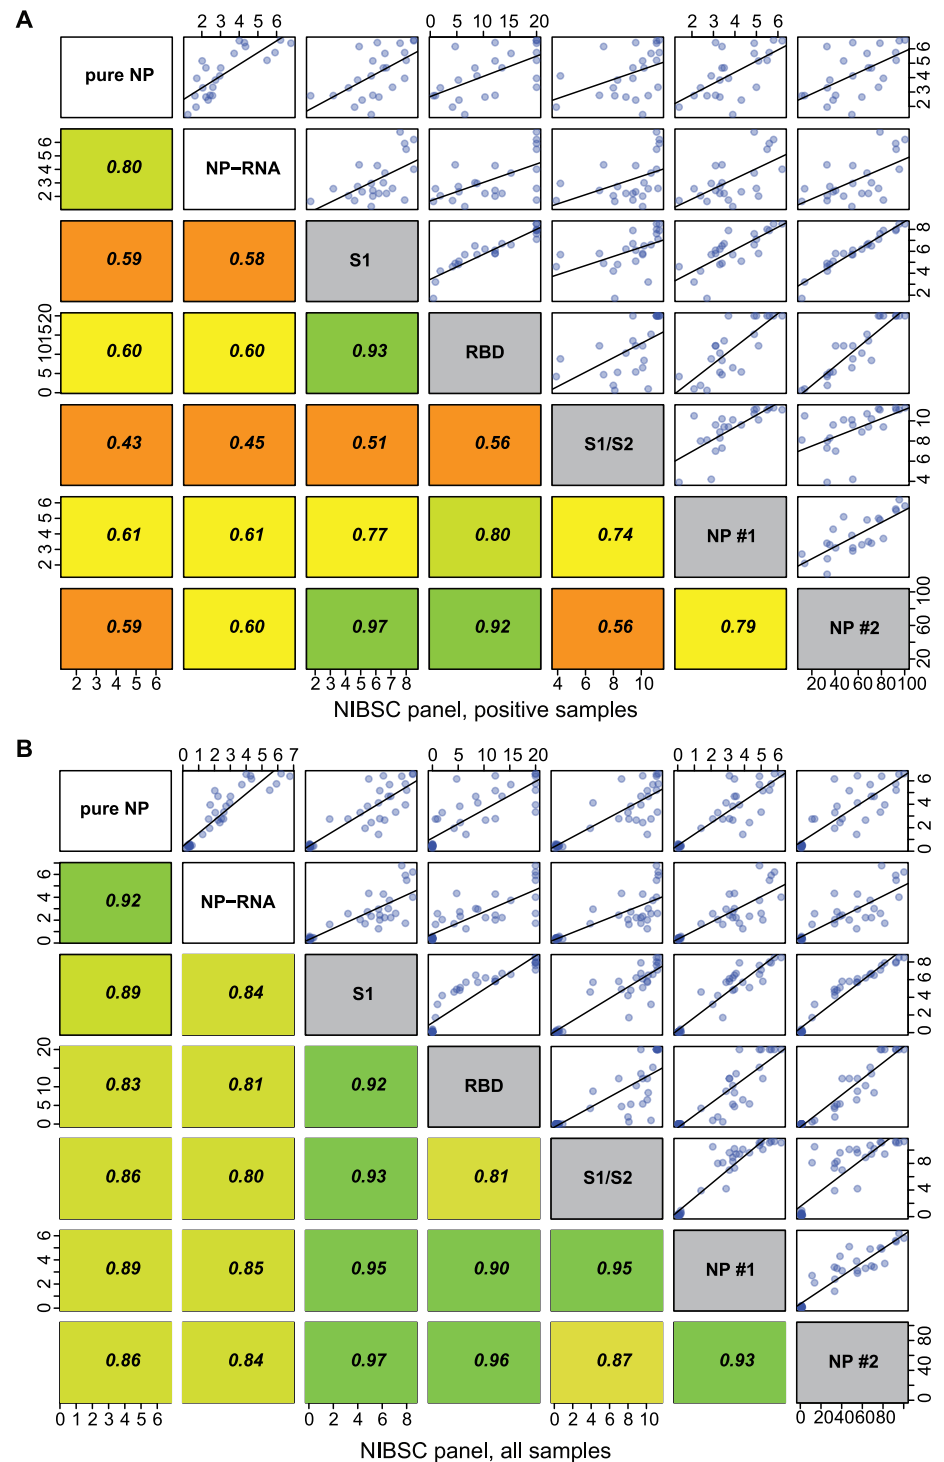 A
2 3 4 5 6
0 5 10 15 20
2 3 4 5 6
pure NP
2 3 4 5 6
2 3 4 5 6
0.80
NP−RNA
0.59
0.58
S1
2 4 6 8
0 5 10 15 20
0.60
0.60
0.93
RBD
0.43
0.45
0.51
0.56
S1/S2
4 6 8 10
2 3 4 5 6
0.61
0.61
0.77
0.80
0.74
NP #1
0.59
0.60
0.97
0.92
0.56
0.79
NP #2
20 60 100
2 3 4 5 6
2 3 4 5 6 7 8
4 6 8 10
20 40 60 80 100
NIBSC panel, positive samples
B
0 1 2 3 4 5 6 7
0 5 10 15 20
0 1 2 3 4 5 6
pure NP
0 2 4 6
0 2 4 6
0.92
NP−RNA
0.89
0.84
S1
0 2 4 6 8
0 5 10 20
0.83
0.81
0.92
RBD
0.86
0.80
0.93
0.81
S1/S2
0 4 8
0 2 4 6
0.89
0.85
0.95
0.90
0.95
NP #1
0.86
0.84
0.97
0.96
0.87
0.93
NP #2
0 40 80
0 1 2 3 4 5 6
0 2 4 6 8
0 2 4 6 8 10
0 20 40 60 80
NIBSC panel, all samples